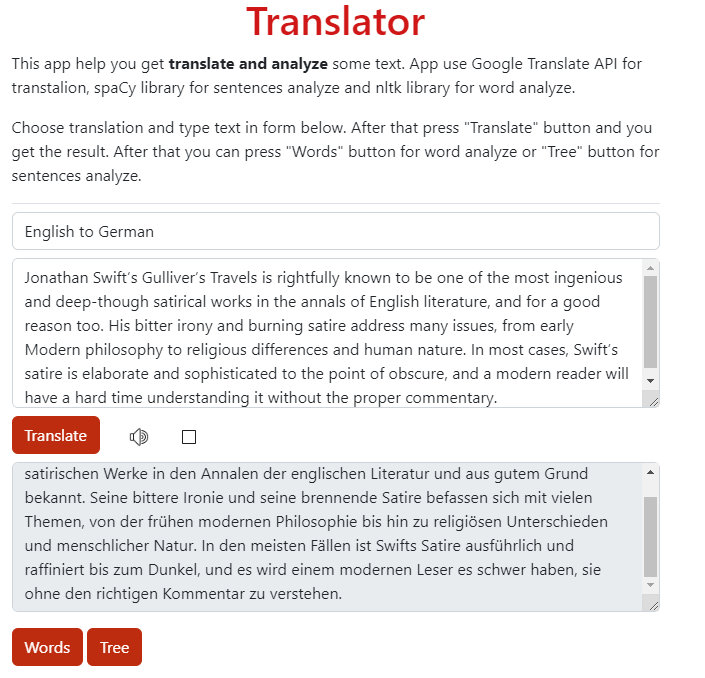 Translator
This app help you get translate and analyze some text. App use Google Translate API for
transtalion, spaCy library for sentences analyze and nltk library for word analyze.
Choose translation and type text in form below. After that press "Translate" button and you
get the result. After that you can press "Words" button for word analyze or "Tree" button for
sentences analyze.
English to German
Jonathan Swift's Gulliver's Travels is rightfully known to be one of the most ingenious
and deep-though satirical works in the annals of English literature, and for a good
reason too. His bitter irony and burning satire address many issues, from early
Modern philosophy to religious differences and human nature. In most cases, Swift's
satire is elaborate and sophisticated to the point of obscure, and a modern reader will
have a hard time understanding it without the proper commentary.
Translate
satirischen Werke in den Annalen der englischen Literatur und aus gutem Grund
bekannt. Seine bittere Ironie und seine brennende Satire befassen sich mit vielen
Themen, von der frühen modernen Philosophie bis hin zu religiösen Unterschieden
und menschlicher Natur. In den meisten Fällen ist Swifts Satire ausführlich und
raffiniert bis zum Dunkel, und es wird einem modernen Leser es schwer haben, sie
ohne den richtigen Kommentar zu verstehen.
Words Tree